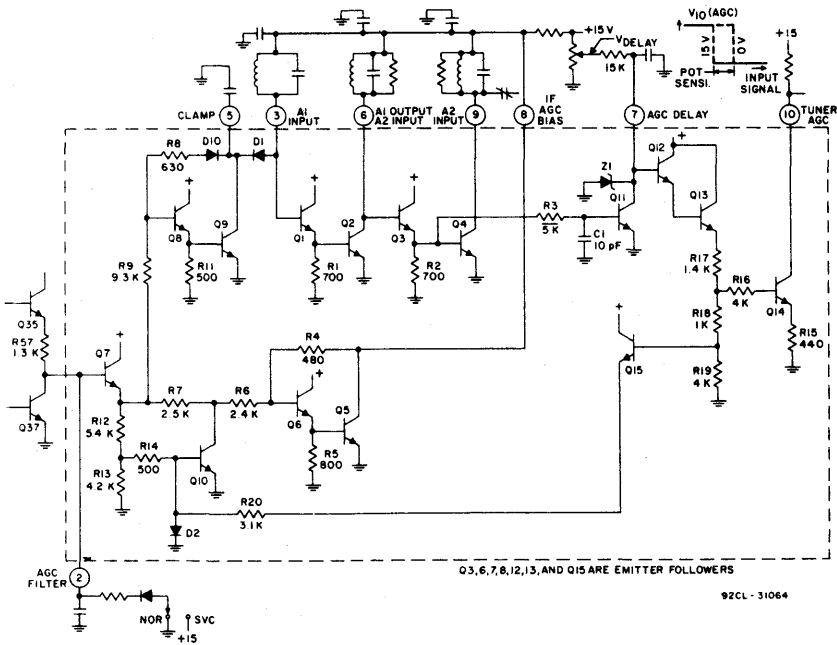 +15V
VDELAY
15K
V10 (AGC)
15V
0V
POT
SENSI.
INPUT
SIGNAL
+15
CLAMP
5
3
A1
INPUT
6
A1 OUTPUT
A2 INPUT
A2
INPUT
9
8
IF
AGC
BIAS
7
AGC DELAY
10
TUNER
AGC
R8
630
D10
D1
+
Q8
Q9
R9
9.3 K
R11
500
+
Q1
R1
700
Q2
+
Q3
R2
700
Q4
R3
5K
C1
10 pF
Z1
Q11
+
Q12
Q13
R17
1.4 K
R16
4K
Q14
R15
440
R18
1K
R19
4K
+
Q15
Q35
R57
1.3 K
Q37
+
Q7
R7
2.5 K
R6
2.4 K
R4
480
+
Q6
Q5
R5
800
R12
5.4 K
R14
500
R13
4.2 K
Q10
D2
R20
3.1K
AGC
FILTER
2
NOR
SVC
+15
Q3,6,7,8,12,13, AND Q15 ARE EMITTER FOLLOWERS
92CL - 31064